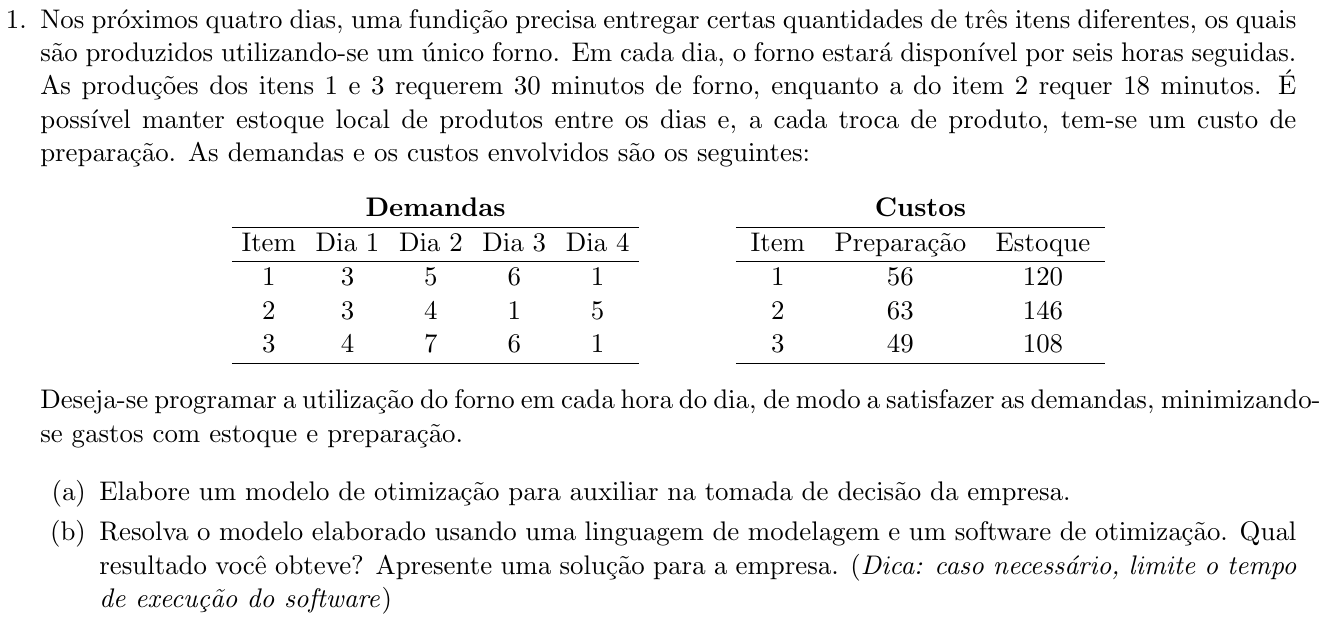 1. Nos próximos quatro dias, uma fundição precisa entregar certas quantidades de três itens diferentes, os quais
são produzidos utilizando-se um único forno. Em cada dia, o forno estará disponível por seis horas seguidas.
As produções dos itens 1 e 3 requerem 30 minutos de forno, enquanto a do item 2 requer 18 minutos. É
possível manter estoque local de produtos entre os dias e, a cada troca de produto, tem-se um custo de
preparação. As demandas e os custos envolvidos são os seguintes:
Demandas
Item Dia 1 Dia 2 Dia 3 Dia 4
1 3 5 6 1
2 3 4 1 5
3 4 7 6 1
Custos
Item Preparação Estoque
1 56 120
2 63 146
3 49 108
Deseja-se programar a utilização do forno em cada hora do dia, de modo a satisfazer as demandas, minimizando-
se gastos com estoque e preparação.
(a) Elabore um modelo de otimização para auxiliar na tomada de decisão da empresa.
(b) Resolva o modelo elaborado usando uma linguagem de modelagem e um software de otimização. Qual
resultado você obteve? Apresente uma solução para a empresa. (Dica: caso necessário, limite o tempo
de execução do software)